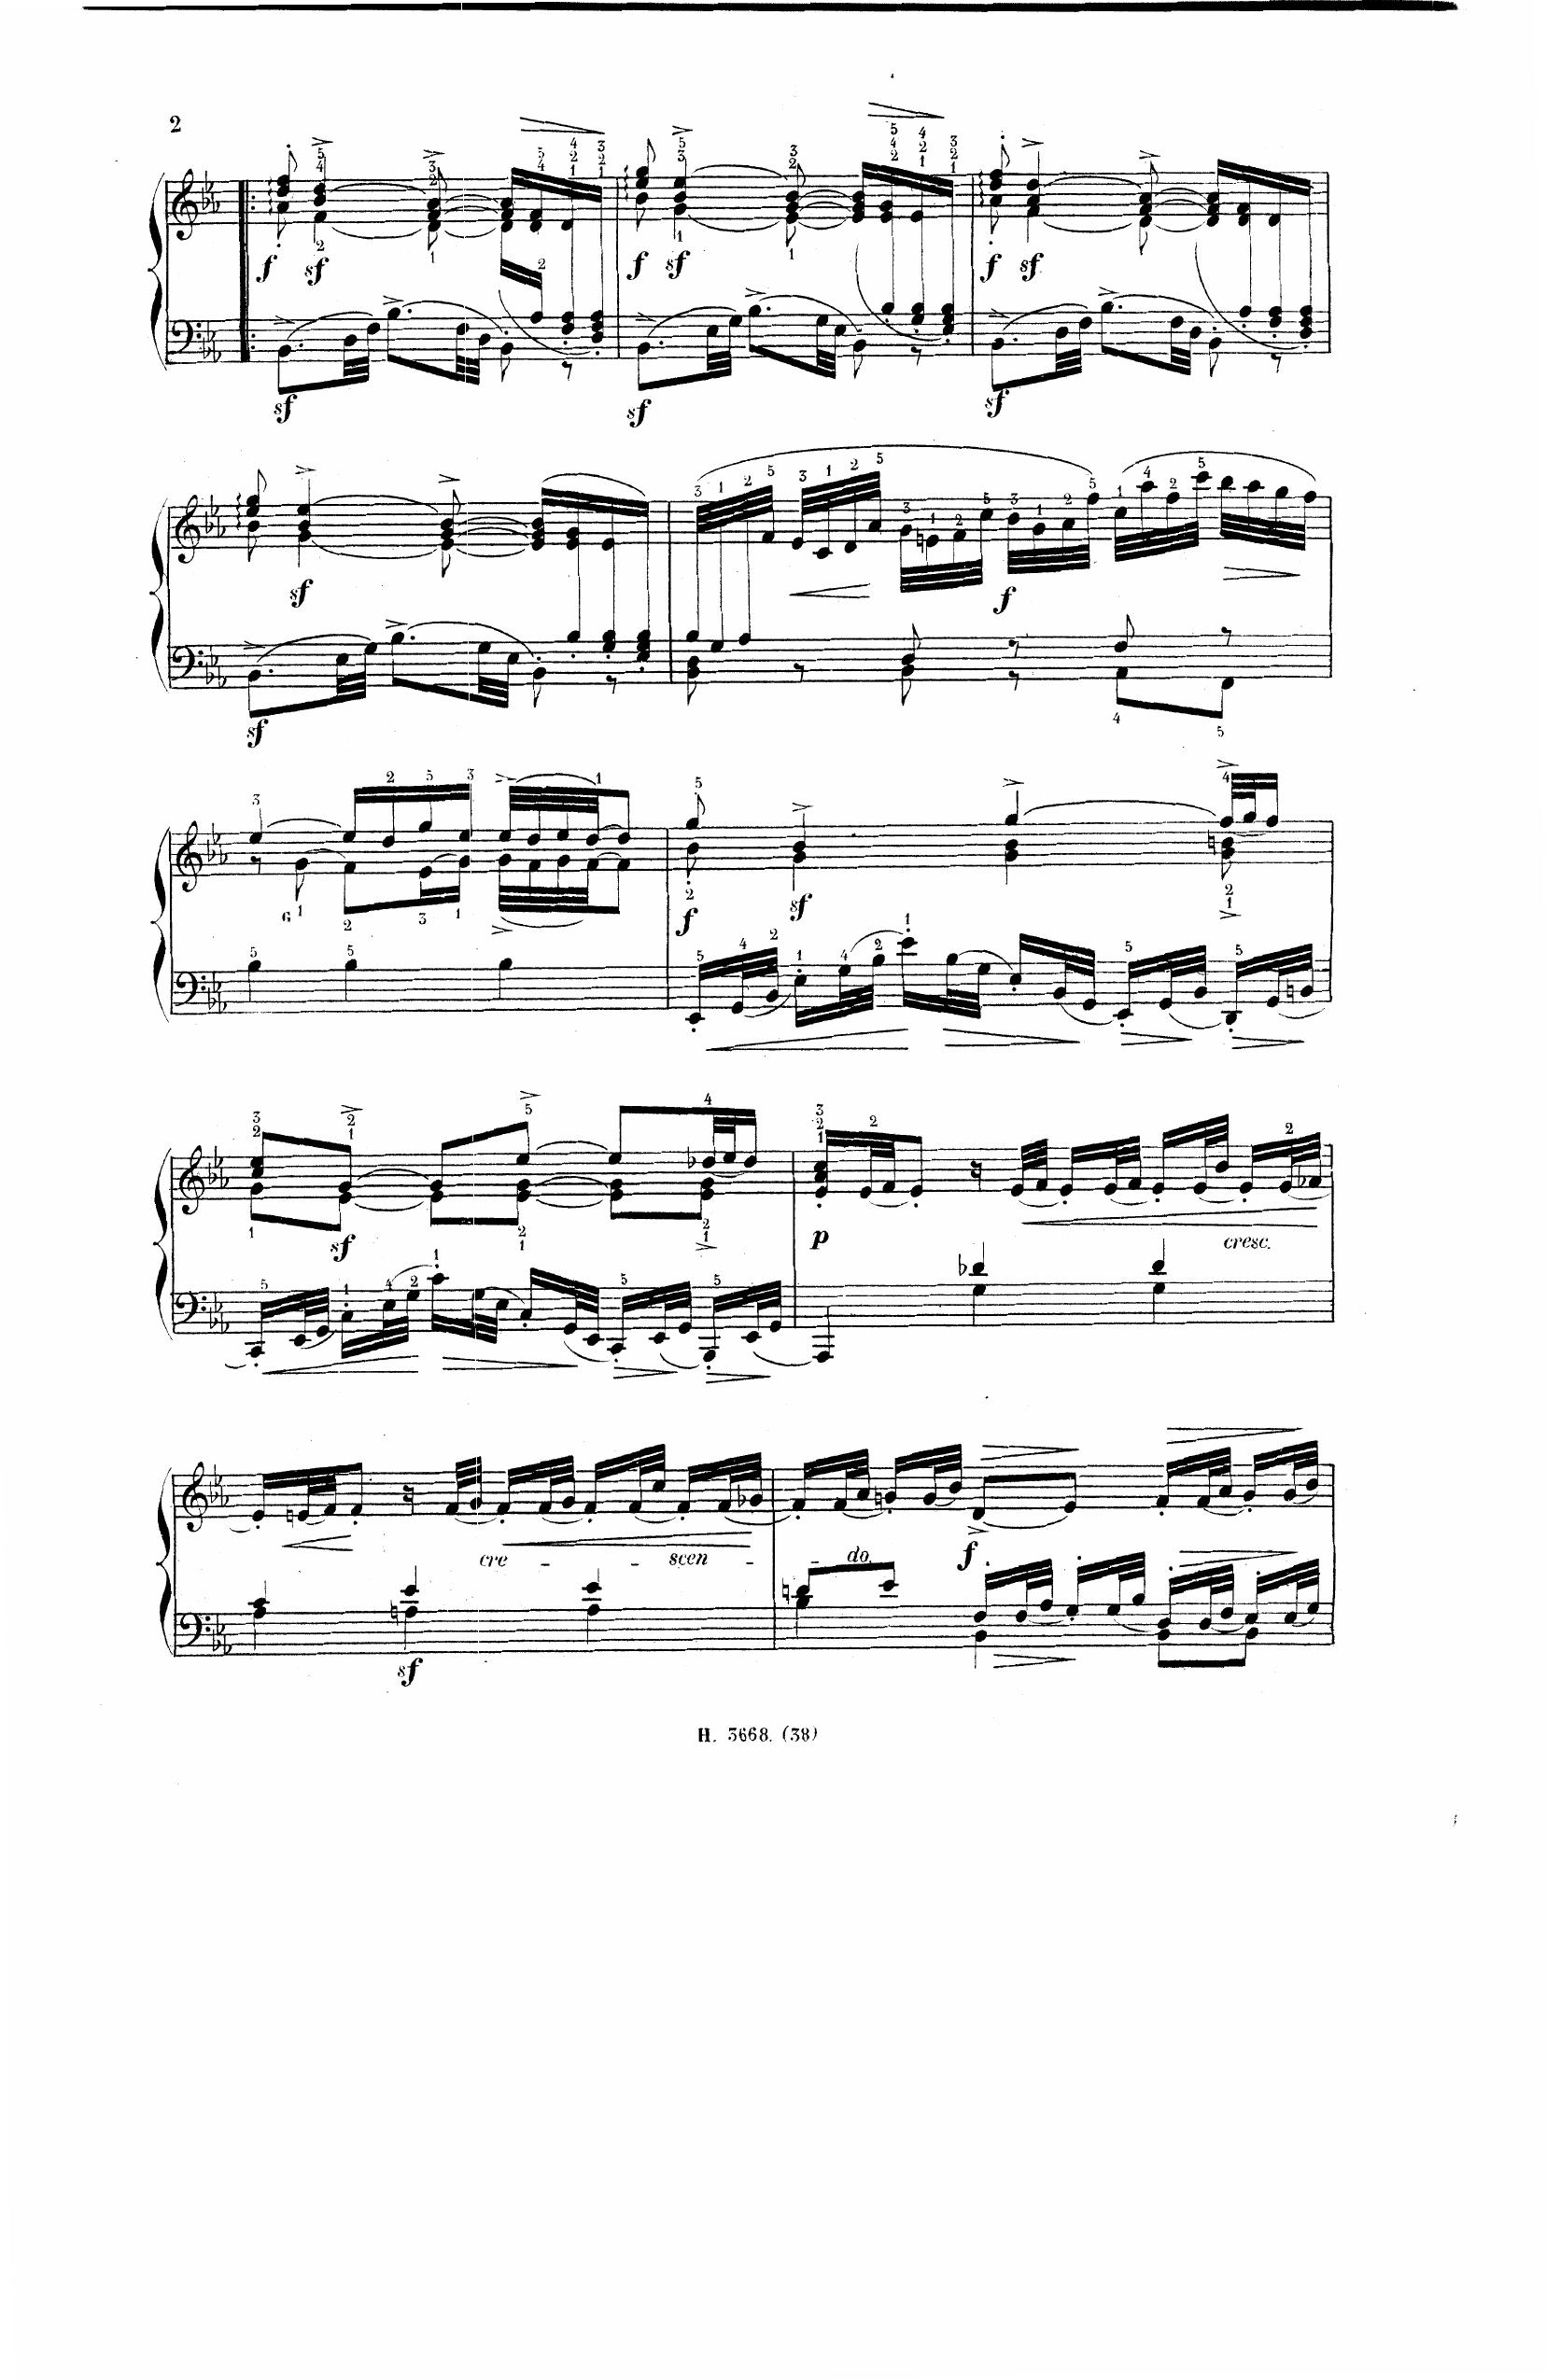 2
f sf f sf f sf
sf sf sf
sf f
sf
f sf
sf p cresc.
cre - - scen - - do f
sf
H. 3668. (38)